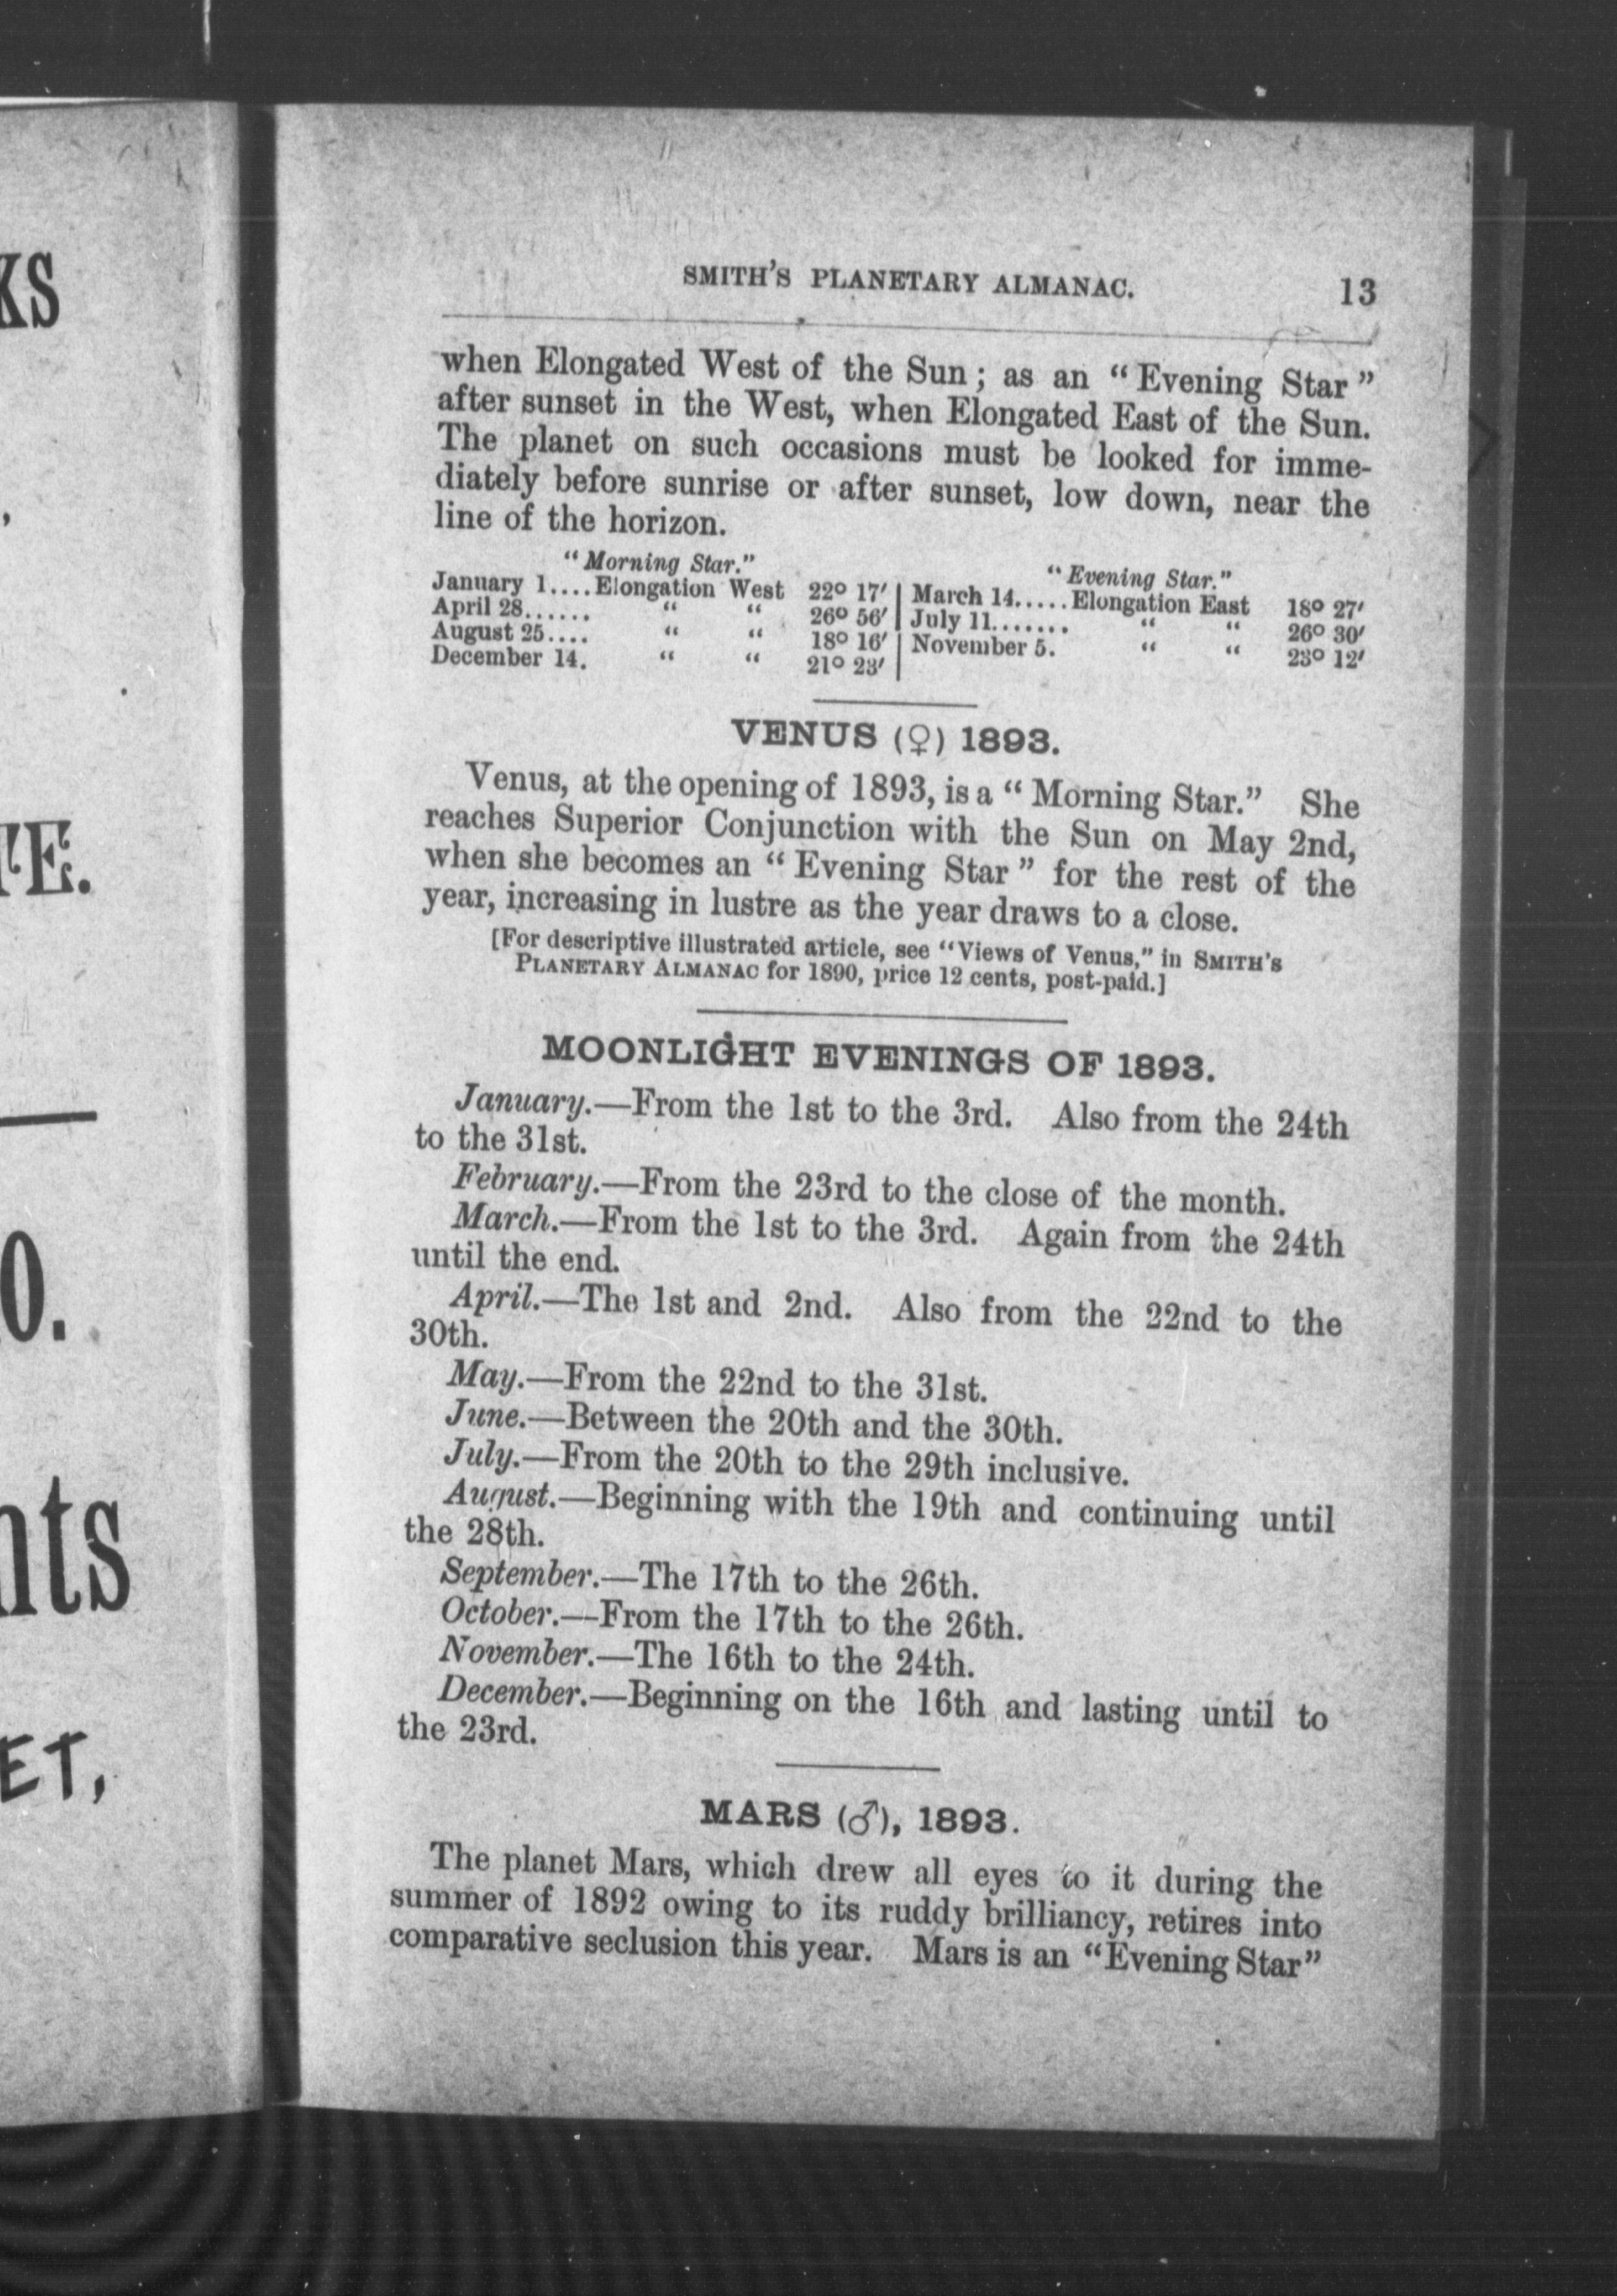 KS
,
TE.
0.
nts
ET,
SMITH'S PLANETARY ALMANAC. 13
when Elongated West of the Sun; as an "Evening Star"
after sunset in the West, when Elongated East of the Sun.
The planet on such occasions must be looked for imme-
diately before sunrise or after sunset, low down, near the
line of the horizon.
"Morning Star."
January 1....Elongation West 22° 17′
April 28...... " " 26° 56′
August 25.... " " 18° 16′
December 14. " " 21° 23′
"Evening Star."
March 14.....Elongation East 18° 27′
July 11....... " " 26° 30′
November 5. " " 23° 12′
VENUS (♀) 1893.
Venus, at the opening of 1893, is a "Morning Star." She
reaches Superior Conjunction with the Sun on May 2nd,
when she becomes an "Evening Star" for the rest of the
year, increasing in lustre as the year draws to a close.
[For descriptive illustrated article, see "Views of Venus," in SMITH'S
PLANETARY ALMANAC for 1890, price 12 cents, post-paid.]
MOONLIGHT EVENINGS OF 1893.
January.—From the 1st to the 3rd. Also from the 24th
to the 31st.
February.—From the 23rd to the close of the month.
March.—From the 1st to the 3rd. Again from the 24th
until the end.
April.—The 1st and 2nd. Also from the 22nd to the
30th.
May.—From the 22nd to the 31st.
June.—Between the 20th and the 30th.
July.—From the 20th to the 29th inclusive.
August.—Beginning with the 19th and continuing until
the 28th.
September.—The 17th to the 26th.
October.—From the 17th to the 26th.
November.—The 16th to the 24th.
December.—Beginning on the 16th and lasting until to
the 23rd.
MARS (♂), 1893.
The planet Mars, which drew all eyes to it during the
summer of 1892 owing to its ruddy brilliancy, retires into
comparative seclusion this year. Mars is an "Evening Star"